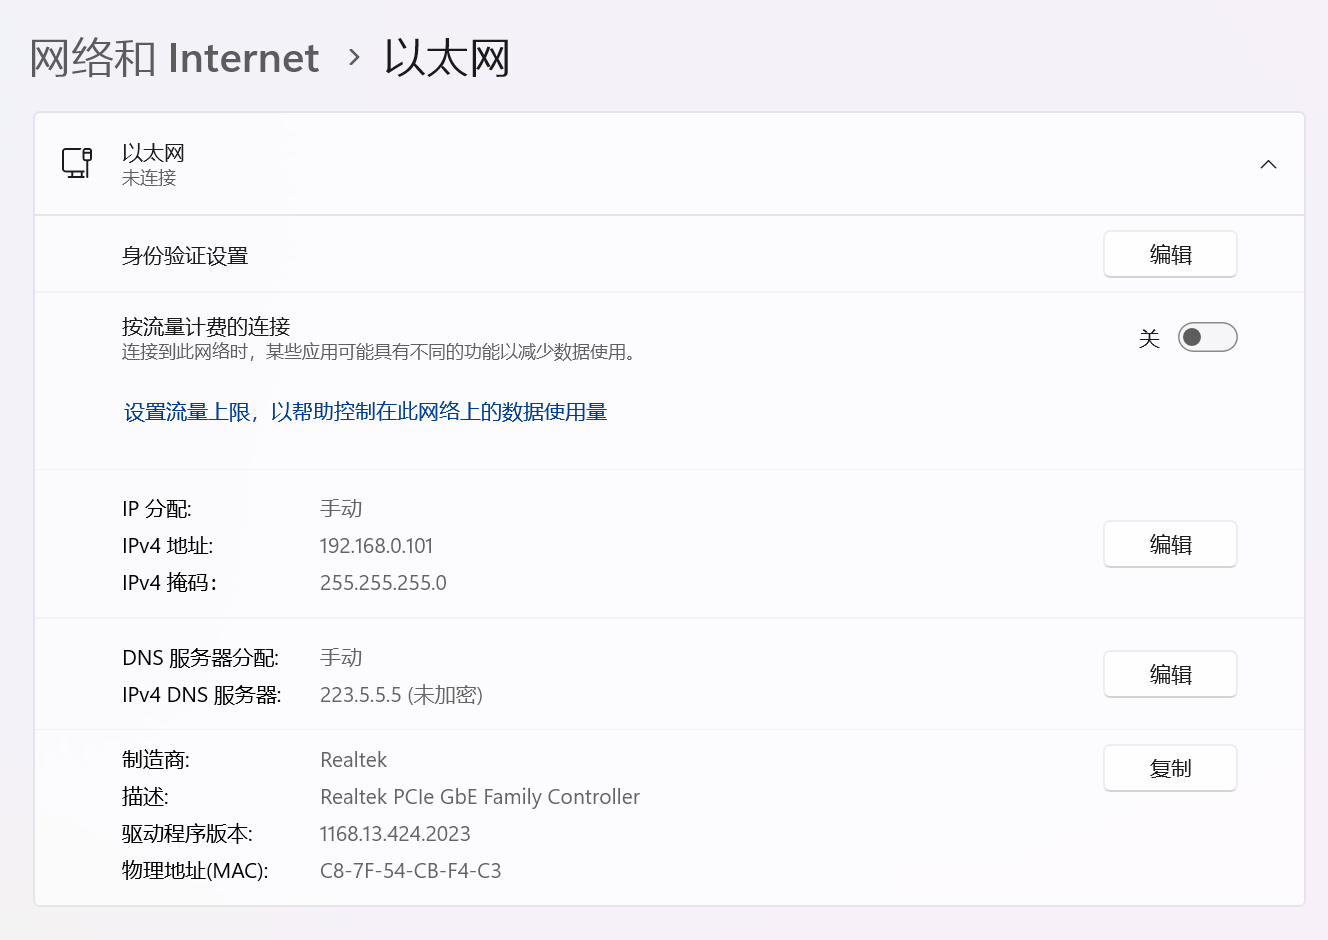 网络和 Internet › 以太网
以太网
未连接
身份验证设置
编辑
按流量计费的连接
连接到此网络时，某些应用可能具有不同的功能以减少数据使用。
关
设置流量上限，以帮助控制在此网络上的数据使用量
IP 分配: 手动
IPv4 地址: 192.168.0.101
IPv4 掩码： 255.255.255.0
编辑
DNS 服务器分配: 手动
IPv4 DNS 服务器: 223.5.5.5 (未加密)
编辑
制造商: Realtek
描述: Realtek PCIe GbE Family Controller
驱动程序版本: 1168.13.424.2023
物理地址(MAC): C8-7F-54-CB-F4-C3
复制